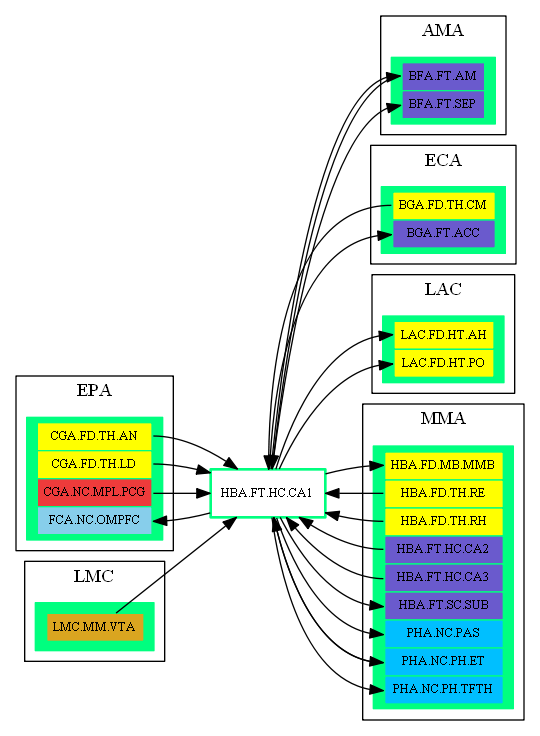 AMA
BFA.FT.AM
BFA.FT.SEP
ECA
BGA.FD.TH.CM
BGA.FT.ACC
LAC
LAC.FD.HT.AH
LAC.FD.HT.PO
EPA
CGA.FD.TH.AN
CGA.FD.TH.LD
CGA.NC.MPL.PCG
FCA.NC.OMPFC
LMC
LMC.MM.VTA
HBA.FT.HC.CA1
MMA
HBA.FD.MB.MMB
HBA.FD.TH.RE
HBA.FD.TH.RH
HBA.FT.HC.CA2
HBA.FT.HC.CA3
HBA.FT.SC.SUB
PHA.NC.PAS
PHA.NC.PH.ET
PHA.NC.PH.TFTH